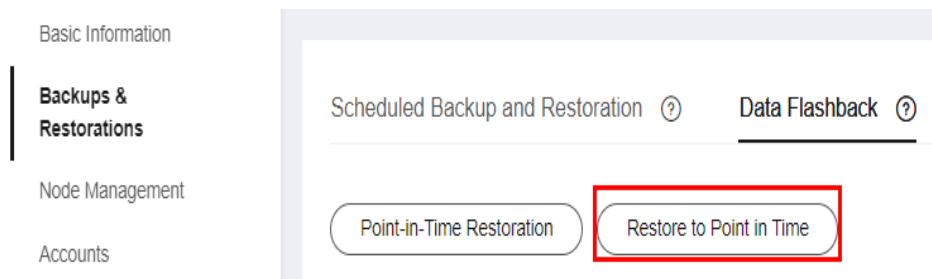 Basic Information
Backups &
Restorations
Node Management
Accounts
Scheduled Backup and Restoration ? Data Flashback ?
Point-in-Time Restoration Restore to Point in Time